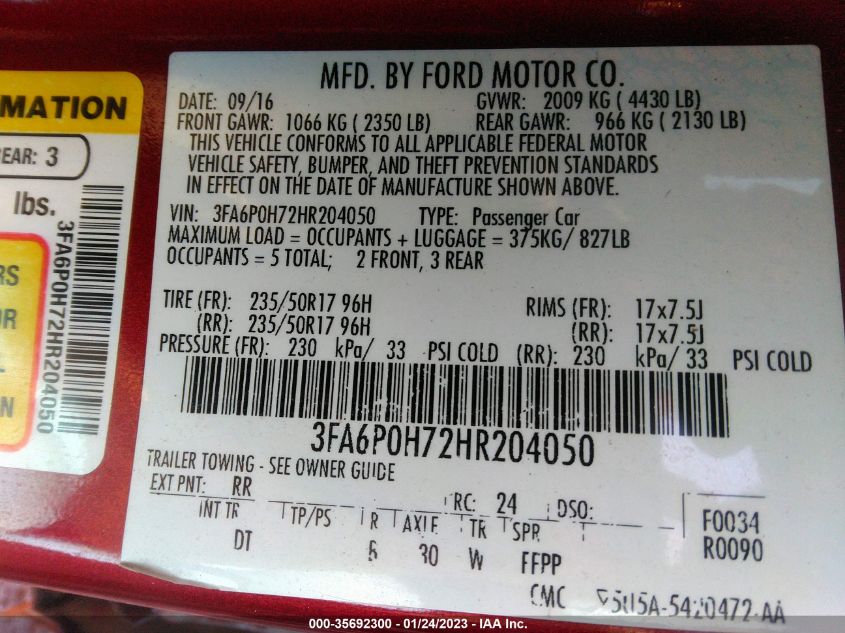 MATION
EAR: 3
lbs.
3FA6P0H72HR204050
RS
OR
L
N
MFD. BY FORD MOTOR CO.
DATE: 09/16 GVWR: 2009 KG ( 4430 LB)
FRONT GAWR: 1066 KG ( 2350 LB) REAR GAWR: 966 KG ( 2130 LB)
THIS VEHICLE CONFORMS TO ALL APPLICABLE FEDERAL MOTOR
VEHICLE SAFETY, BUMPER, AND THEFT PREVENTION STANDARDS
IN EFFECT ON THE DATE OF MANUFACTURE SHOWN ABOVE.
VIN: 3FA6P0H72HR204050 TYPE: Passenger Car
MAXIMUM LOAD = OCCUPANTS + LUGGAGE = 375KG/ 827LB
OCCUPANTS = 5 TOTAL; 2 FRONT, 3 REAR
TIRE (FR): 235/50R17 96H RIMS (FR): 17x7.5J
(RR): 235/50R17 96H (RR): 17x7.5J
PRESSURE (FR): 230 kPa/ 33 PSI COLD (RR): 230 kPa/ 33 PSI COLD
3FA6P0H72HR204050
TRAILER TOWING - SEE OWNER GUIDE
EXT PNT: RR RC: 24 DSO:
INT TR TP/PS R AXLE TR SPR F0034
DT 6 30 W FFPP R0090
CMC 5U5A-5420472-AA
000-35692300 - 01/24/2023 - IAA Inc.